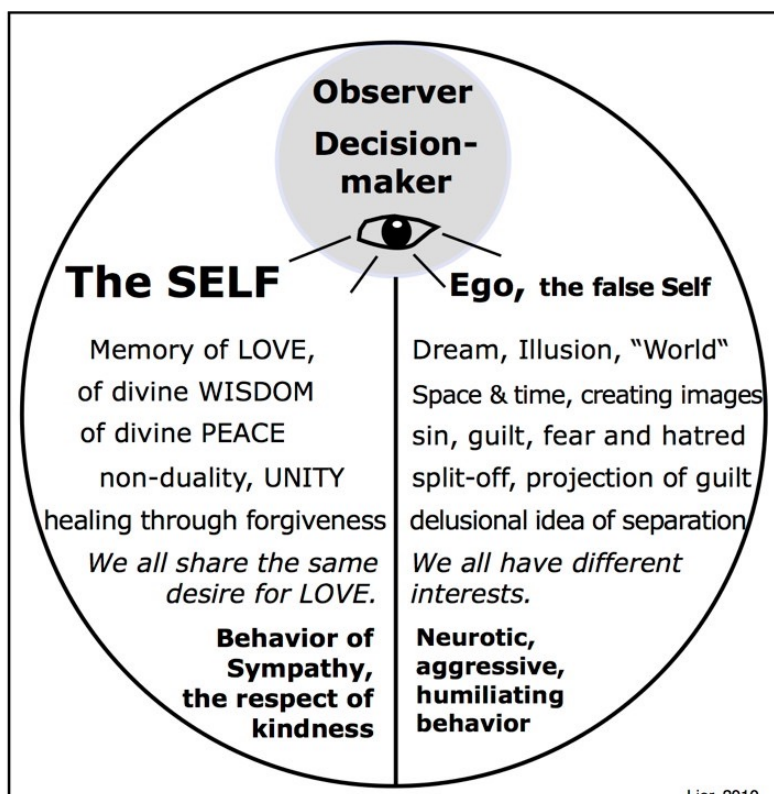 Observer
Decision-
maker
The SELF
Memory of LOVE,
of divine WISDOM
of divine PEACE
non-duality, UNITY
healing through forgiveness
We all share the same
desire for LOVE.
Behavior of
Sympathy,
the respect of
kindness
Ego, the false Self
Dream, Illusion, “World“
Space & time, creating images
sin, guilt, fear and hatred
split-off, projection of guilt
delusional idea of separation
We all have different
interests.
Neurotic,
aggressive,
humiliating
behavior